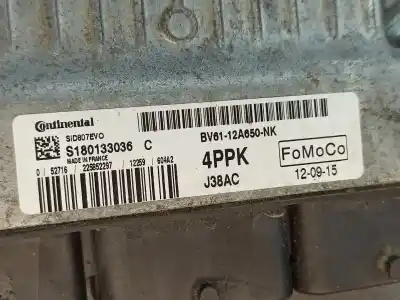 Continental
SID807EVO
S180133036 C
MADE IN FRANCE
BV61-12A650-NK
0 / 52716 / 225852297 / 12259 / 604A2
4PPK
J38AC
FoMoCo
12-09-15